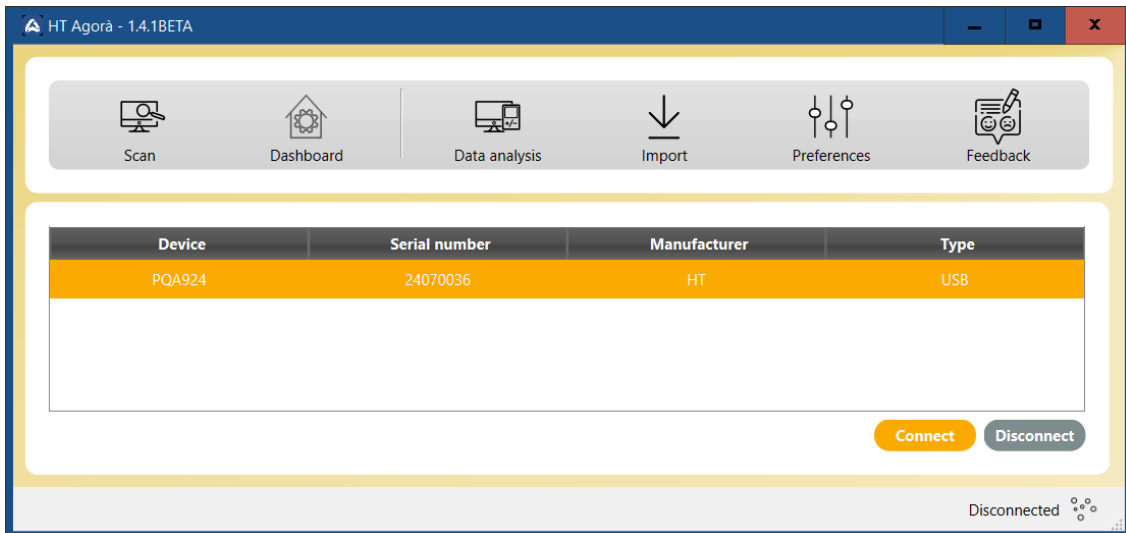 HT Agorà - 1.4.1BETA
Scan Dashboard Data analysis Import Preferences Feedback
Device Serial number Manufacturer Type
PQA924 24070036 HT USB
Connect Disconnect
Disconnected